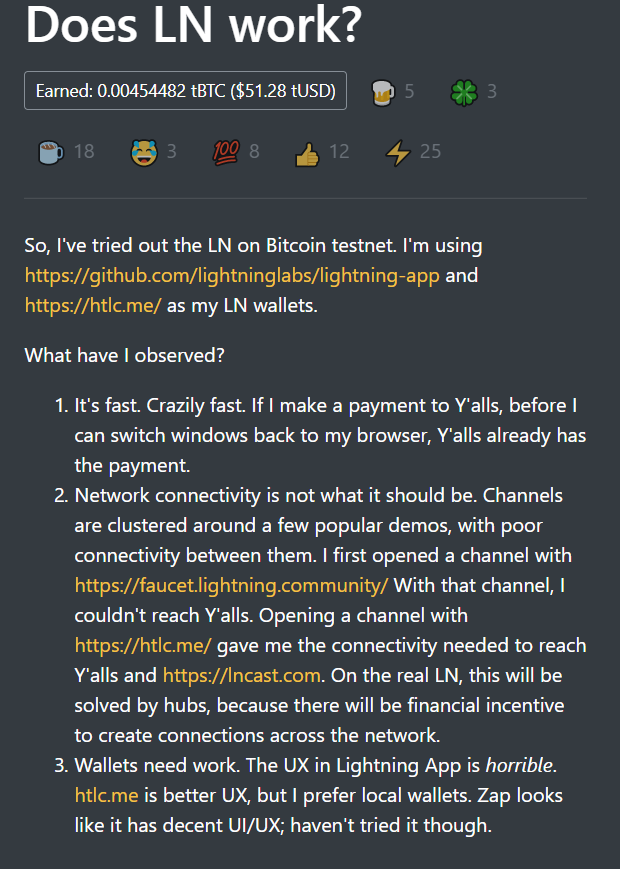 Does LN work?
Earned: 0.00454482 tBTC ($51.28 tUSD) 5 3
18 3 100 8 12 25
So, I've tried out the LN on Bitcoin testnet. I'm using
https://github.com/lightninglabs/lightning-app and
https://htlc.me/ as my LN wallets.
What have I observed?
1. It's fast. Crazily fast. If I make a payment to Y'alls, before I
can switch windows back to my browser, Y'alls already has
the payment.
2. Network connectivity is not what it should be. Channels
are clustered around a few popular demos, with poor
connectivity between them. I first opened a channel with
https://faucet.lightning.community/ With that channel, I
couldn't reach Y'alls. Opening a channel with
https://htlc.me/ gave me the connectivity needed to reach
Y'alls and https://lncast.com. On the real LN, this will be
solved by hubs, because there will be financial incentive
to create connections across the network.
3. Wallets need work. The UX in Lightning App is horrible.
htlc.me is better UX, but I prefer local wallets. Zap looks
like it has decent UI/UX; haven't tried it though.